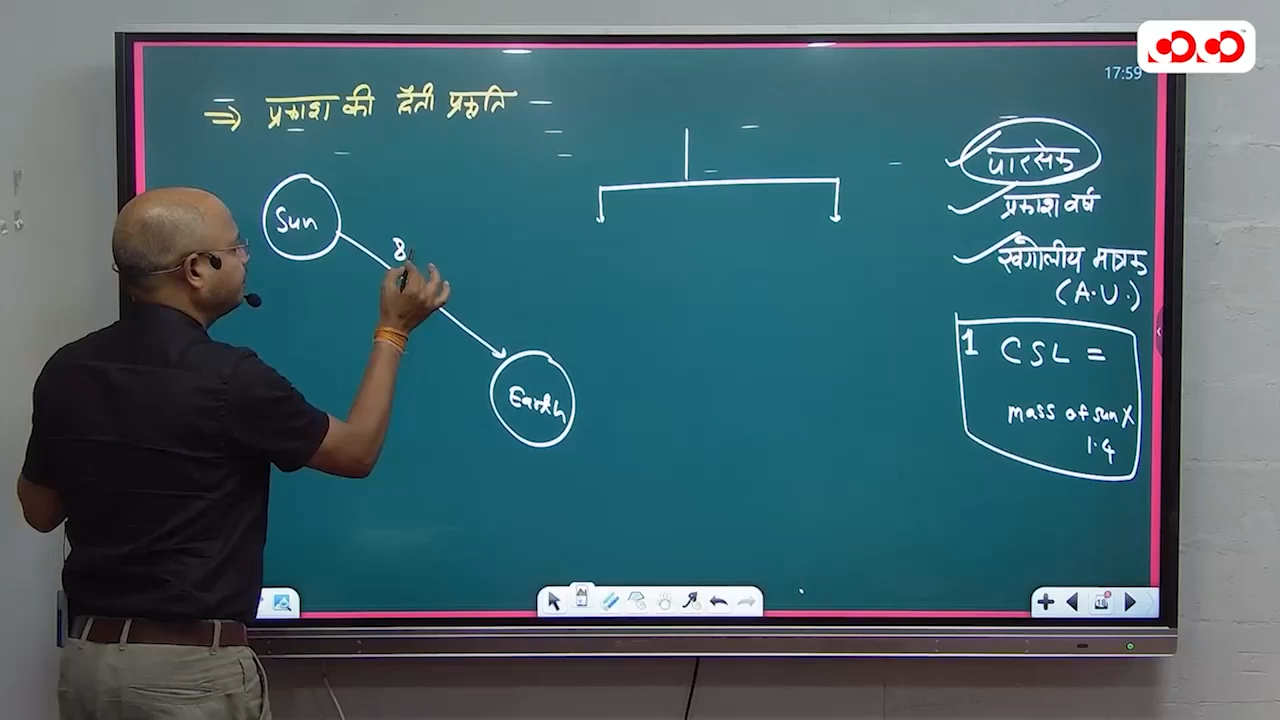 17:59
⇒ प्रकाश की द्वैती प्रकृति
Sun
8
Earth
पारसेक
प्रकाश वर्ष
खगोलीय मात्रक
(A.U.)
1 CSL =
mass of sun X
1.4
18